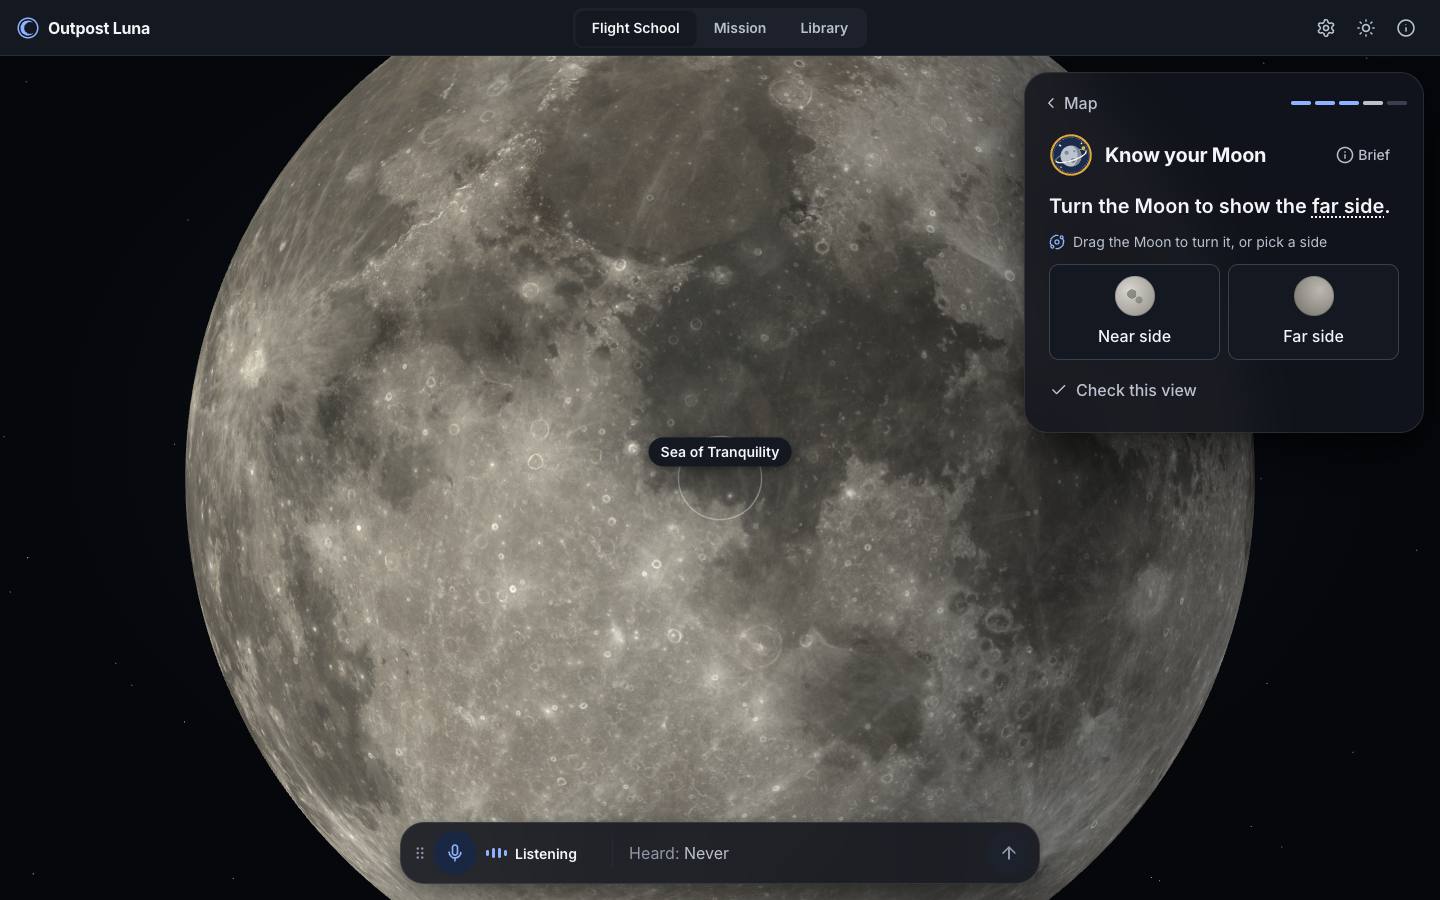 Outpost Luna
Flight School
Mission
Library
Map
Know your Moon
Brief
Turn the Moon to show the far side.
Drag the Moon to turn it, or pick a side
Near side
Far side
Check this view
Sea of Tranquility
Listening
Heard: Never